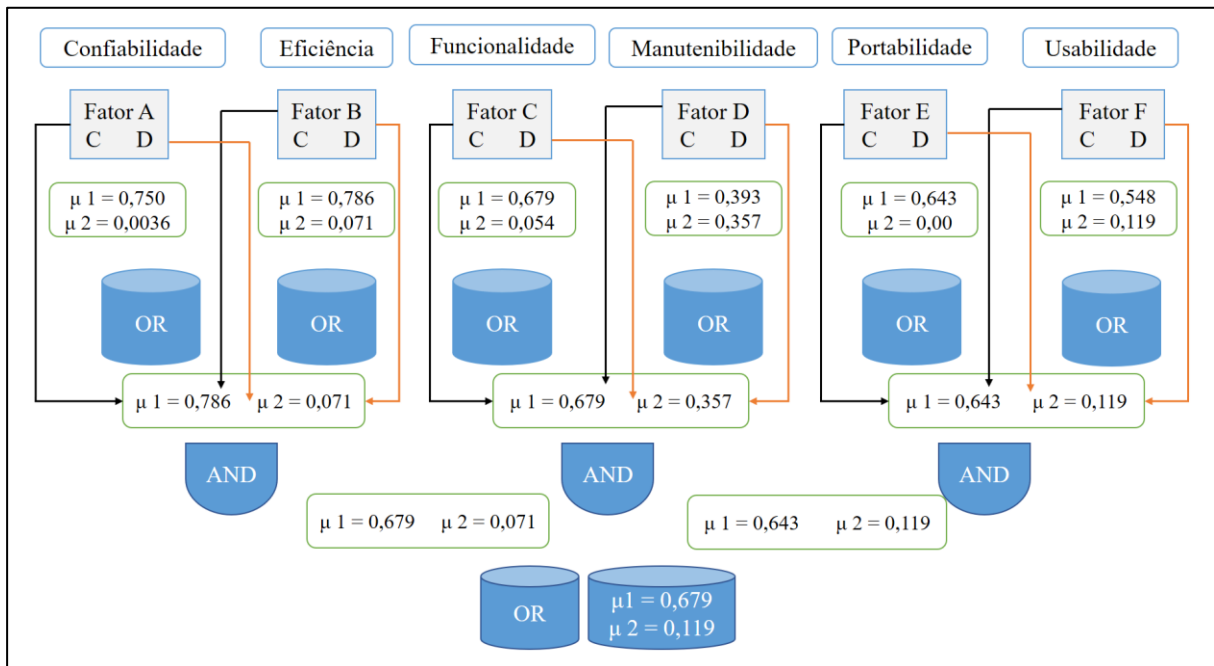 Confiabilidade
Eficiência
Funcionalidade
Manutenibilidade
Portabilidade
Usabilidade
Fator A
C D
Fator B
C D
Fator C
C D
Fator D
C D
Fator E
C D
Fator F
C D
µ 1 = 0,750
µ 2 = 0,0036
µ 1 = 0,786
µ 2 = 0,071
µ 1 = 0,679
µ 2 = 0,054
µ 1 = 0,393
µ 2 = 0,357
µ 1 = 0,643
µ 2 = 0,00
µ 1 = 0,548
µ 2 = 0,119
OR
OR
OR
OR
OR
OR
µ 1 = 0,786 µ 2 = 0,071
µ 1 = 0,679 µ 2 = 0,357
µ 1 = 0,643 µ 2 = 0,119
AND
AND
AND
µ 1 = 0,679 µ 2 = 0,071
µ 1 = 0,643 µ 2 = 0,119
OR
µ1 = 0,679
µ 2 = 0,119